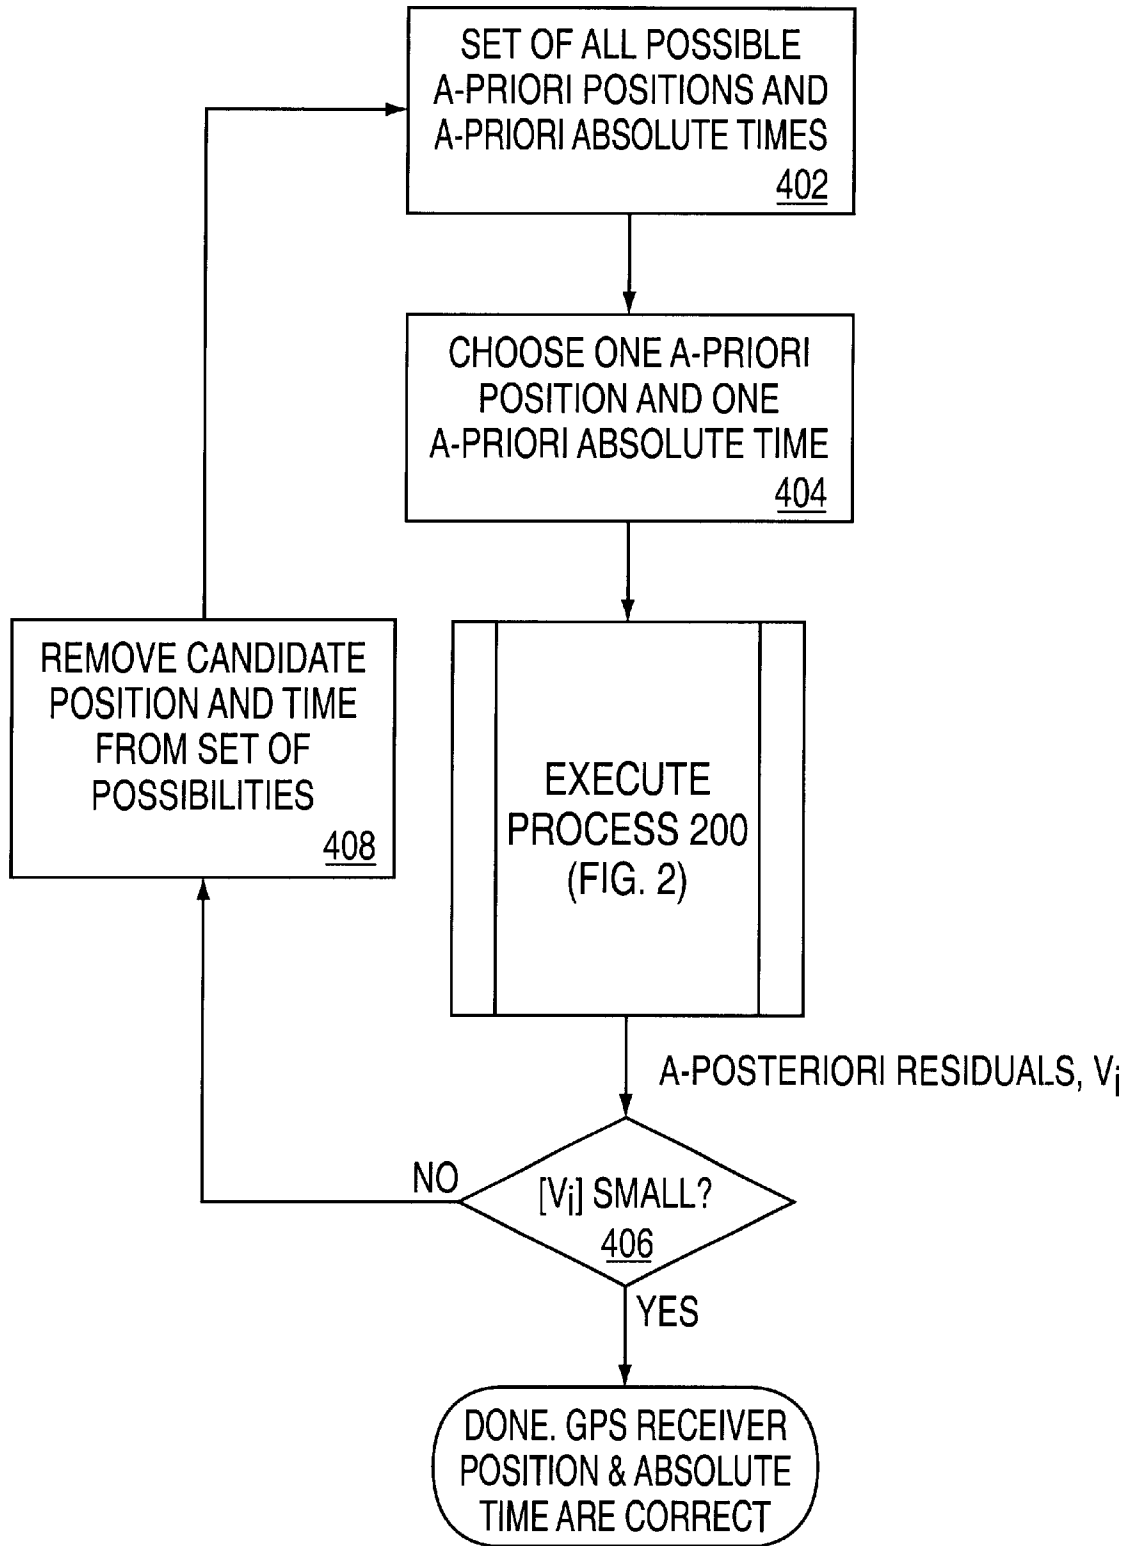 SET OF ALL POSSIBLE
A-PRIORI POSITIONS AND
A-PRIORI ABSOLUTE TIMES
402
CHOOSE ONE A-PRIORI
POSITION AND ONE
A-PRIORI ABSOLUTE TIME
404
REMOVE CANDIDATE
POSITION AND TIME
FROM SET OF
POSSIBILITIES
408
EXECUTE
PROCESS 200
(FIG. 2)
A-POSTERIORI RESIDUALS, Vi
NO
[Vi] SMALL?
406
YES
DONE. GPS RECEIVER
POSITION & ABSOLUTE
TIME ARE CORRECT